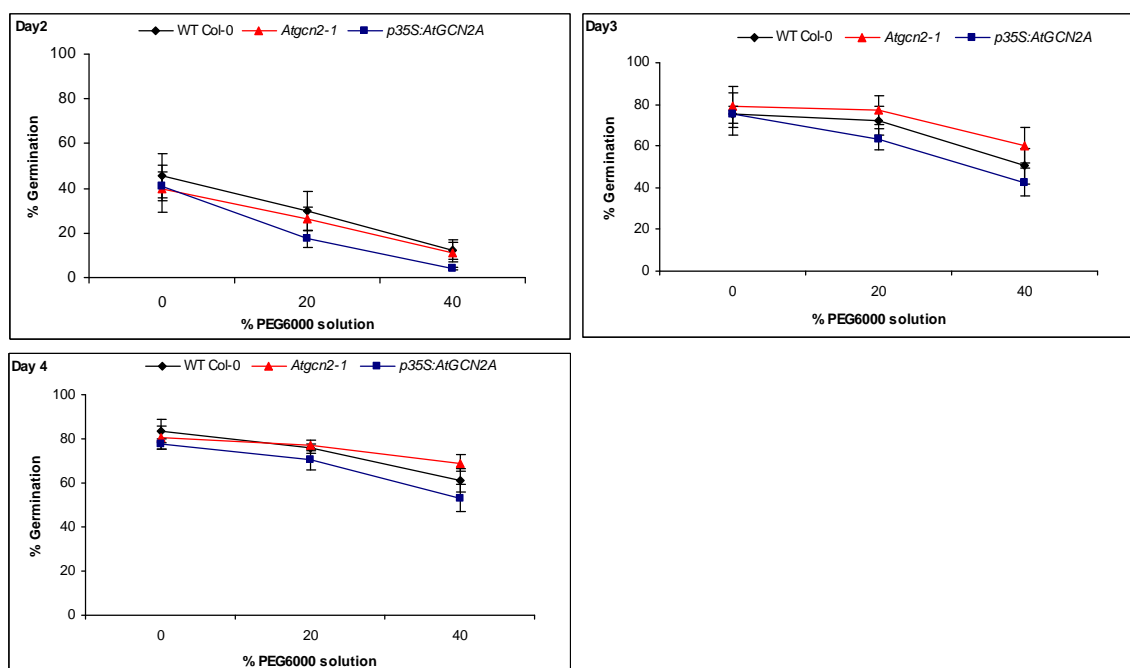 Day2
WT Col-0 Atgcn2-1 p35S:AtGCN2A
100
80
60
40
20
0
% Germination
0 20 40
% PEG6000 solution
Day3
WT Col-0 Atgcn2-1 p35S:AtGCN2A
100
80
60
40
20
0
% Germination
0 20 40
% PEG6000 solution
Day 4
WT Col-0 Atgcn2-1 p35S:AtGCN2A
100
80
60
40
20
0
% Germination
0 20 40
% PEG6000 solution